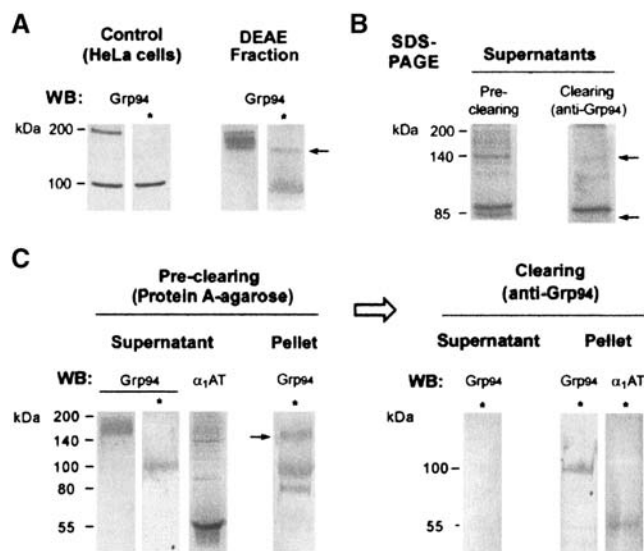 A
Control
(HeLa cells)
DEAE
Fraction
WB: Grp94 Grp94
* *
kDa
200
100
B
SDS-
PAGE
Supernatants
Pre-
clearing
Clearing
(anti-Grp94)
kDa
200
140
85
C
Pre-clearing
(Protein A-agarose)
Clearing
(anti-Grp94)
Supernatant Pellet
Supernatant Pellet
WB: Grp94 α₁AT Grp94
* *
WB: Grp94 Grp94 α₁AT
* * *
kDa
200
140
100
80
55
kDa
100
55